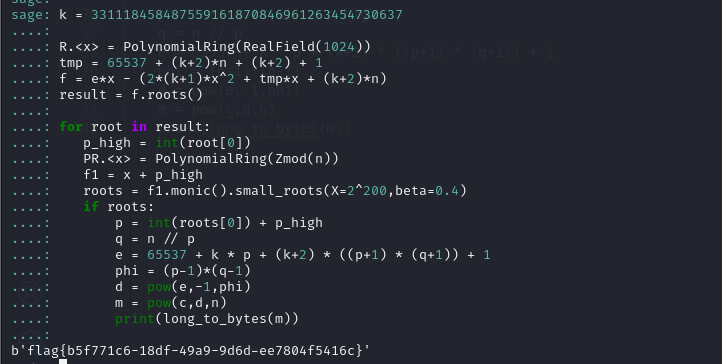 sage:
sage: k = 331118458487559161870846961263454730637
....:
....: R.<x> = PolynomialRing(RealField(1024))
....: tmp = 65537 + (k+2)*n + (k+2) + 1
....: f = e*x - (2*(k+1)*x^2 + tmp*x + (k+2)*n)
....: result = f.roots()
....:
....: for root in result:
....:    p_high = int(root[0])
....:    PR.<x> = PolynomialRing(Zmod(n))
....:    f1 = x + p_high
....:    roots = f1.monic().small_roots(X=2^200,beta=0.4)
....:    if roots:
....:        p = int(roots[0]) + p_high
....:        q = n // p
....:        e = 65537 + k * p + (k+2) * ((p+1) * (q+1)) + 1
....:        phi = (p-1)*(q-1)
....:        d = pow(e,-1,phi)
....:        m = pow(c,d,n)
....:        print(long_to_bytes(m))
....:
b'flag{b5f771c6-18df-49a9-9d6d-ee7804f5416c}'